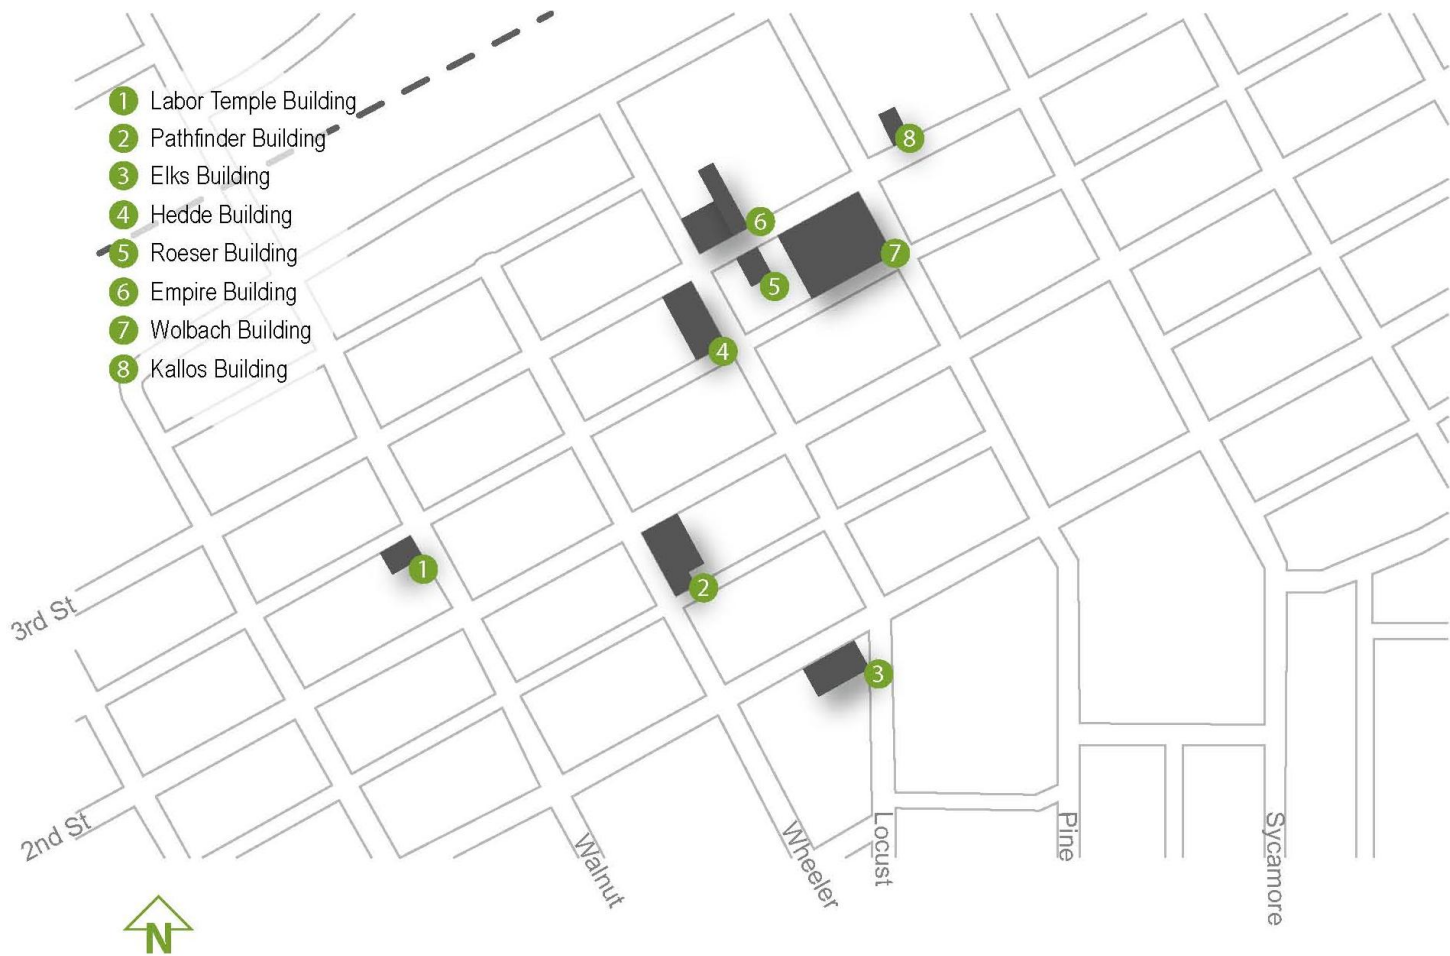 1 Labor Temple Building
2 Pathfinder Building
3 Elks Building
4 Hedde Building
5 Roeser Building
6 Empire Building
7 Wolbach Building
8 Kallos Building
8
6
7
5
4
1
2
3
3rd St
2nd St
Walnut
Wheeler
Locust
Pine
Sycamore
N